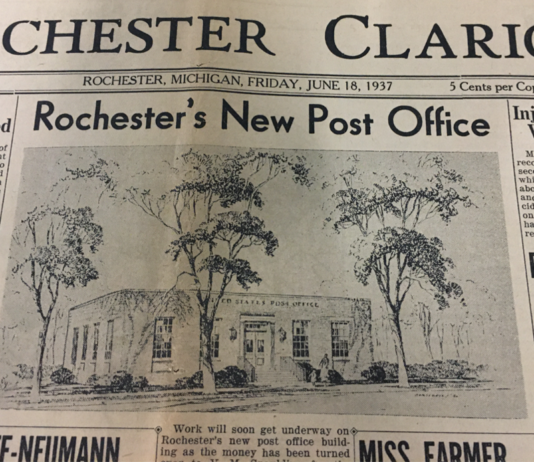 CHESTER CLARIO
ROCHESTER, MICHIGAN, FRIDAY, JUNE 18, 1937
5 Cents per Cop
Rochester's New Post Office
ED STATES POST OFFICE
Work will soon get underway on
Rochester's new post office build-
ing as the money has been turned
E-NEUMANN
MISS FARMER
Inj